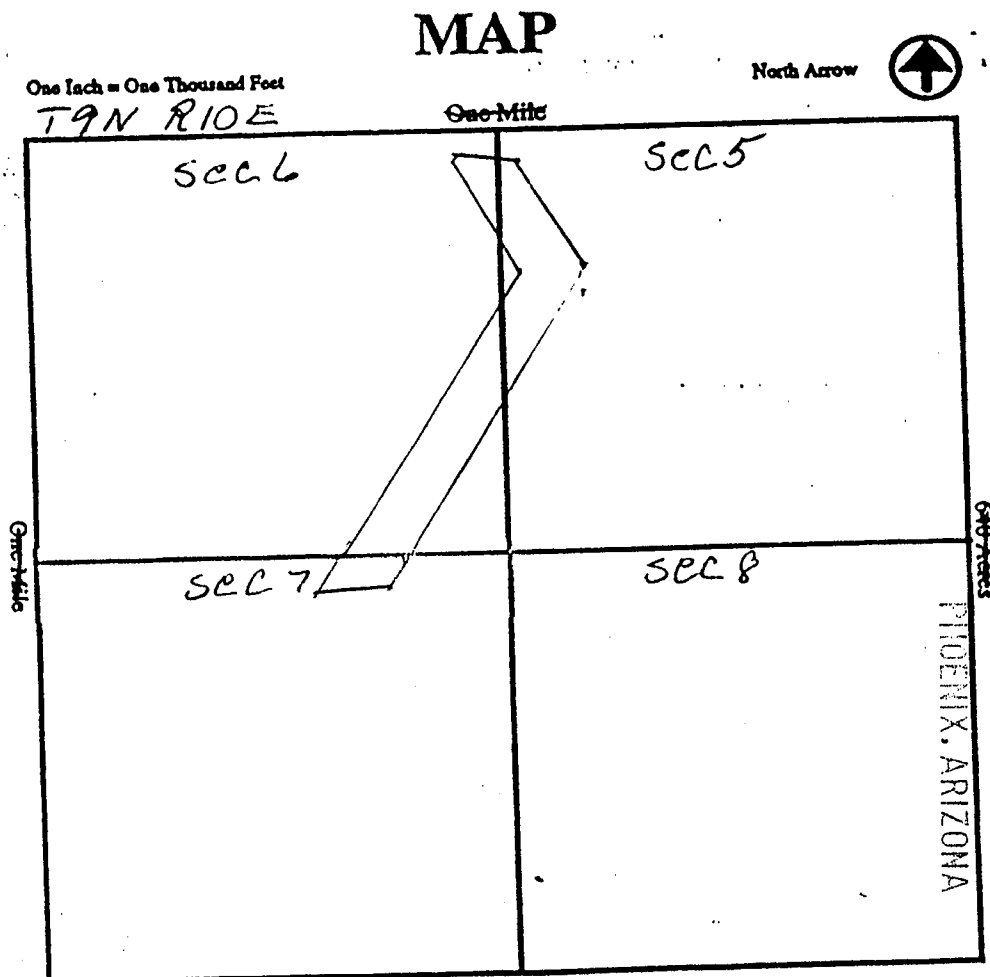 MAP
One Inch = One Thousand Feet
North Arrow
T9N R10E
One Mile
Sec 6
Sec 5
One Mile
640 Acres
Sec 7
Sec 8
PHOENIX, ARIZONA